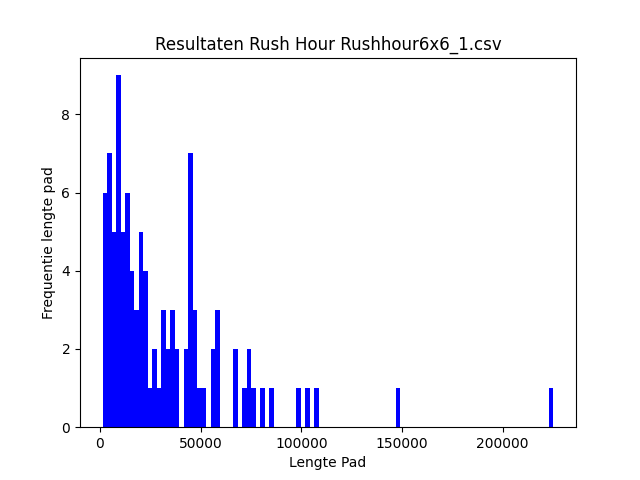 Resultaten Rush Hour Rushhour6x6_1.csv
Frequentie lengte pad
8
6
4
2
0
0 50000 100000 150000 200000
Lengte Pad